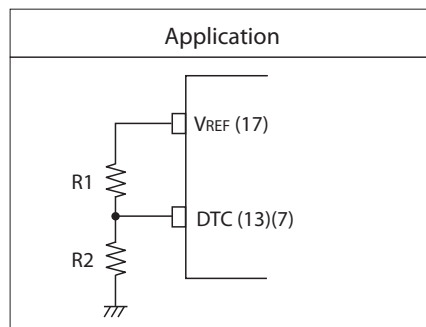 Application
VREF (17)
R1
DTC (13)(7)
R2